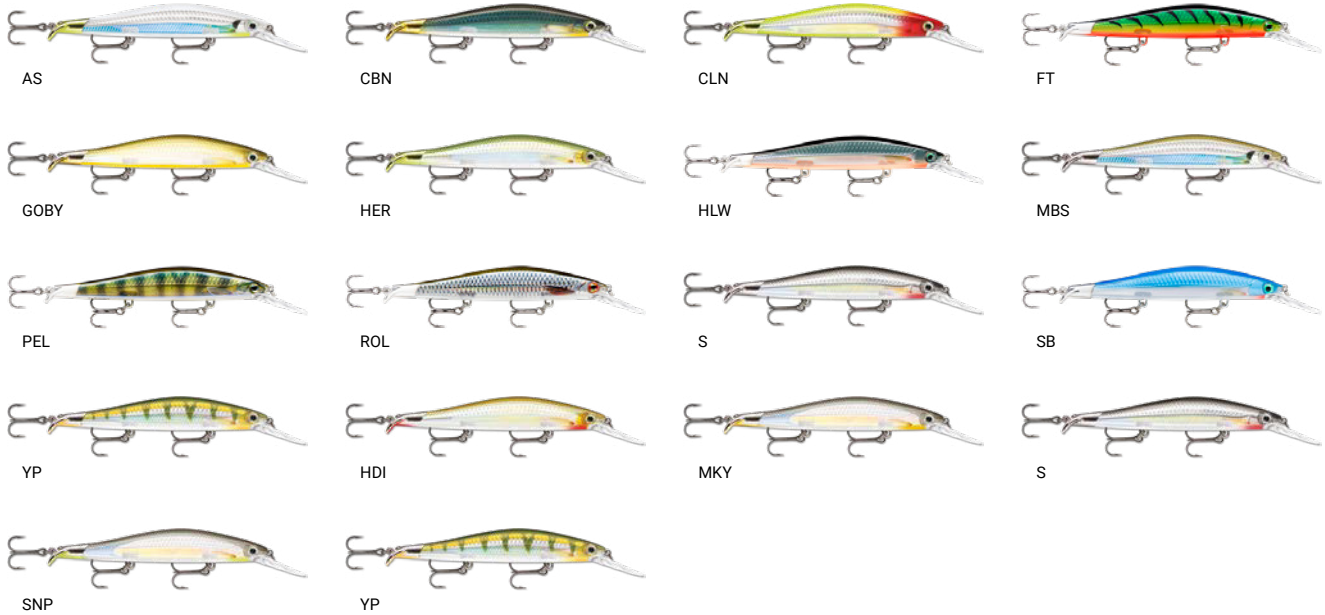 AS
CBN
CLN
FT
GOBY
HER
HLW
MBS
PEL
ROL
S
SB
YP
HDI
MKY
S
SNP
YP